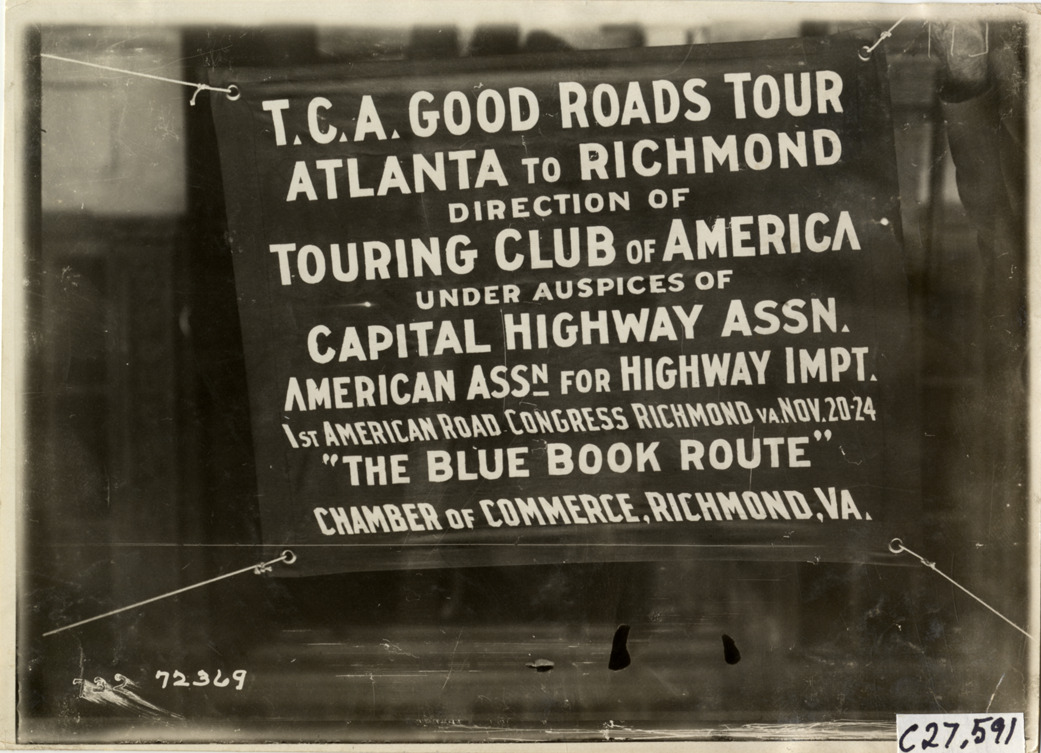 T.C.A. GOOD ROADS TOUR
ATLANTA TO RICHMOND
DIRECTION OF
TOURING CLUB OF AMERICA
UNDER AUSPICES OF
CAPITAL HIGHWAY ASSN.
AMERICAN ASSN FOR HIGHWAY IMPT.
1ST AMERICAN ROAD CONGRESS RICHMOND VA. NOV. 20-24
"THE BLUE BOOK ROUTE"
CHAMBER OF COMMERCE, RICHMOND, VA.
72369
C27,591